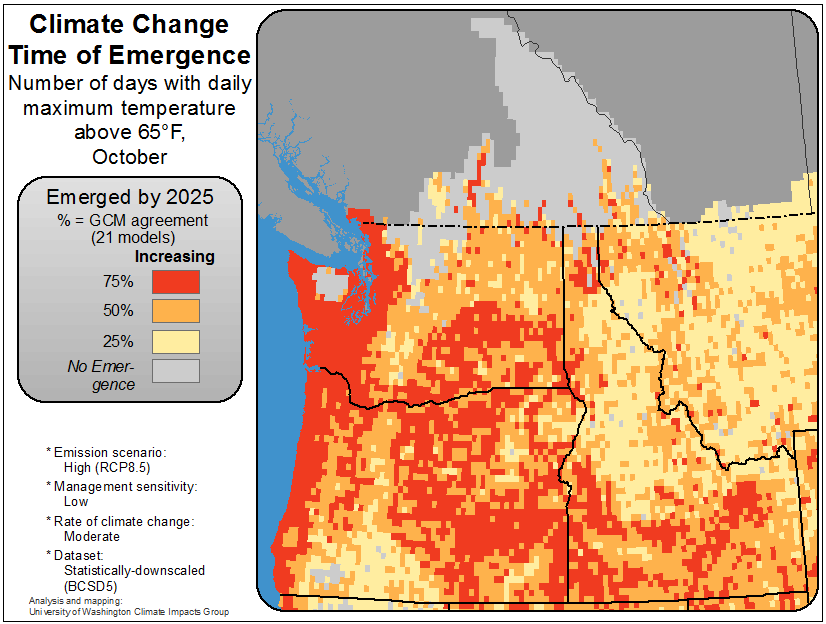 Climate Change
Time of Emergence
Number of days with daily
maximum temperature
above 65°F,
October
Emerged by 2025
% = GCM agreement
(21 models)
Increasing
75%
50%
25%
No Emer-
gence
* Emission scenario:
High (RCP8.5)
* Management sensitivity:
Low
* Rate of climate change:
Moderate
* Dataset:
Statistically-downscaled
(BCSD5)
Analysis and mapping:
University of Washington Climate Impacts Group